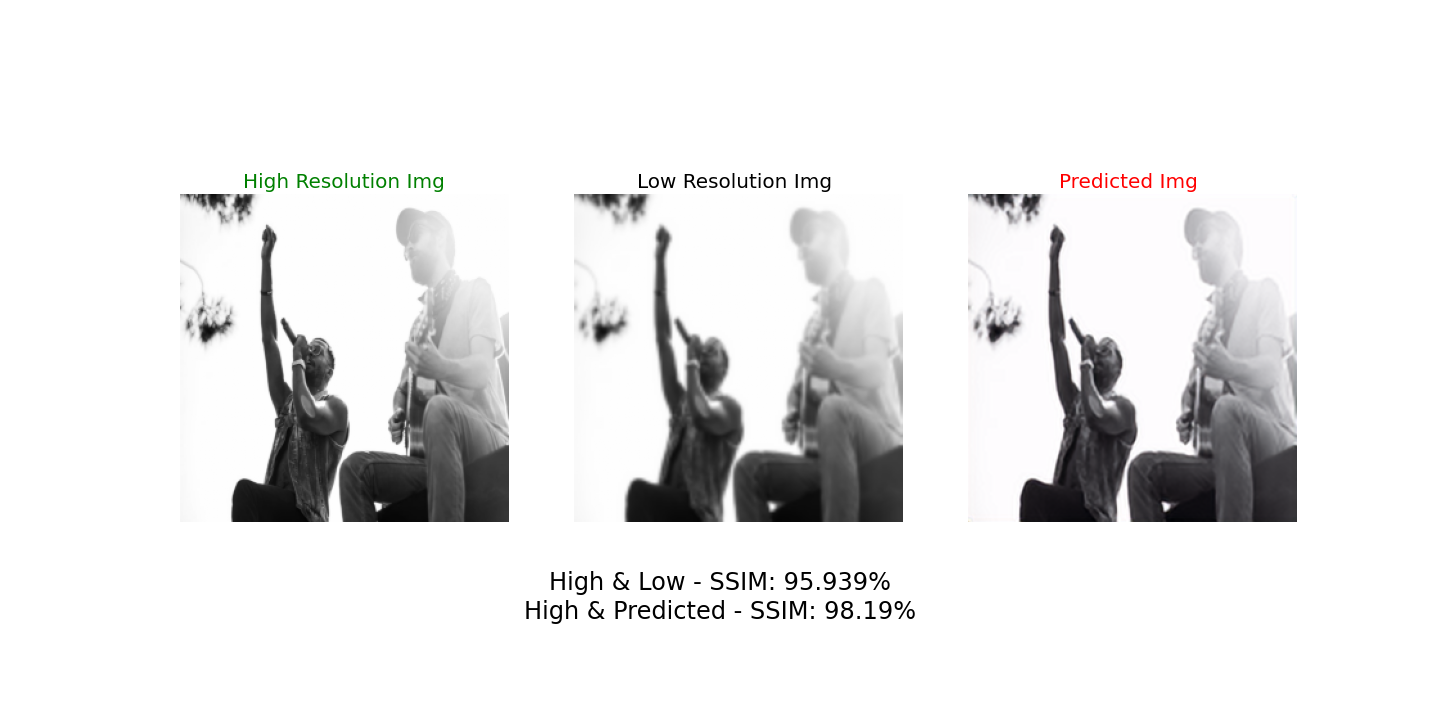 High Resolution Img
Low Resolution Img
Predicted Img
High & Low - SSIM: 95.939%
High & Predicted - SSIM: 98.19%